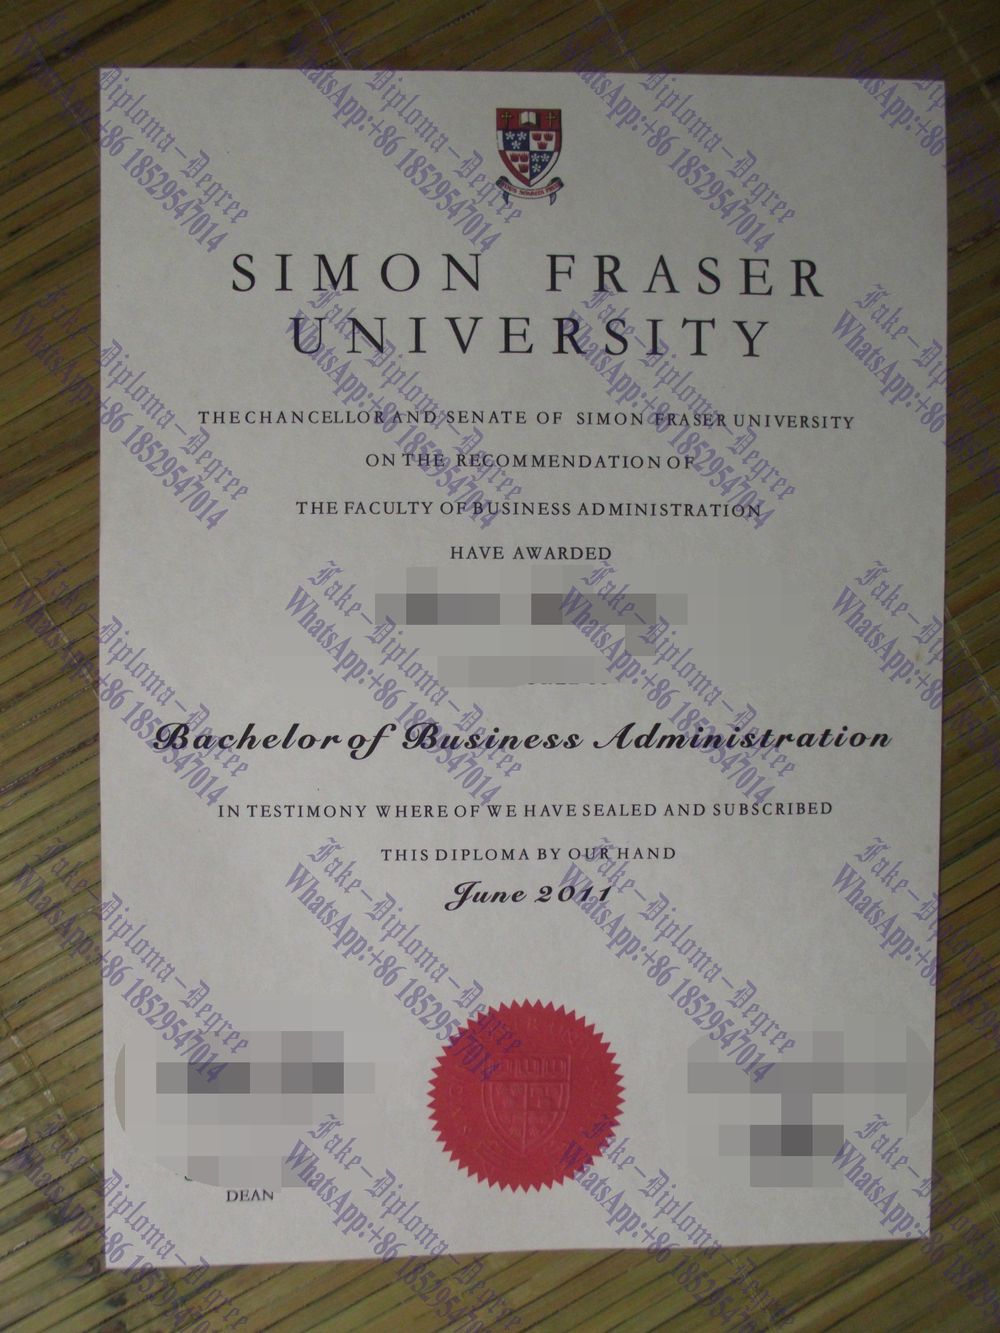 SIMON FRASER
UNIVERSITY
THE CHANCELLOR AND SENATE OF SIMON FRASER UNIVERSITY
ON THE RECOMMENDATION OF
THE FACULTY OF BUSINESS ADMINISTRATION
HAVE AWARDED
Bachelor of Business Administration
IN TESTIMONY WHERE OF WE HAVE SEALED AND SUBSCRIBED
THIS DIPLOMA BY OUR HAND
June 2011
DEAN
Fake-Diploma-Degree
WhatsApp:+86 18529547014